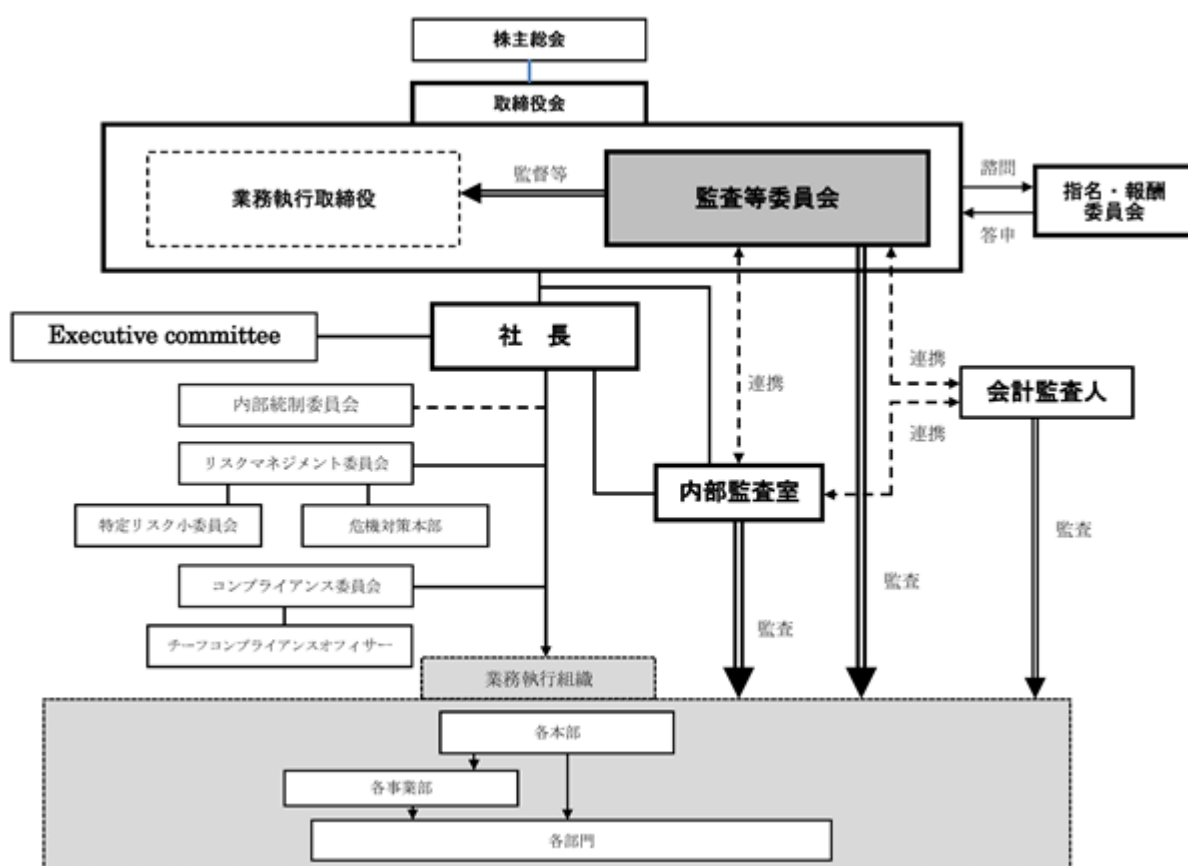 株主総会
取締役会
業務執行取締役
監督等
監査等委員会
諮問
答申
指名・報酬
委員会
Executive committee
社 長
連携
連携
連携
会計監査人
内部統制委員会
リスクマネジメント委員会
特定リスク小委員会
危機対策本部
内部監査室
コンプライアンス委員会
チーフコンプライアンスオフィサー
監査
監査
監査
業務執行組織
各本部
各事業部
各部門